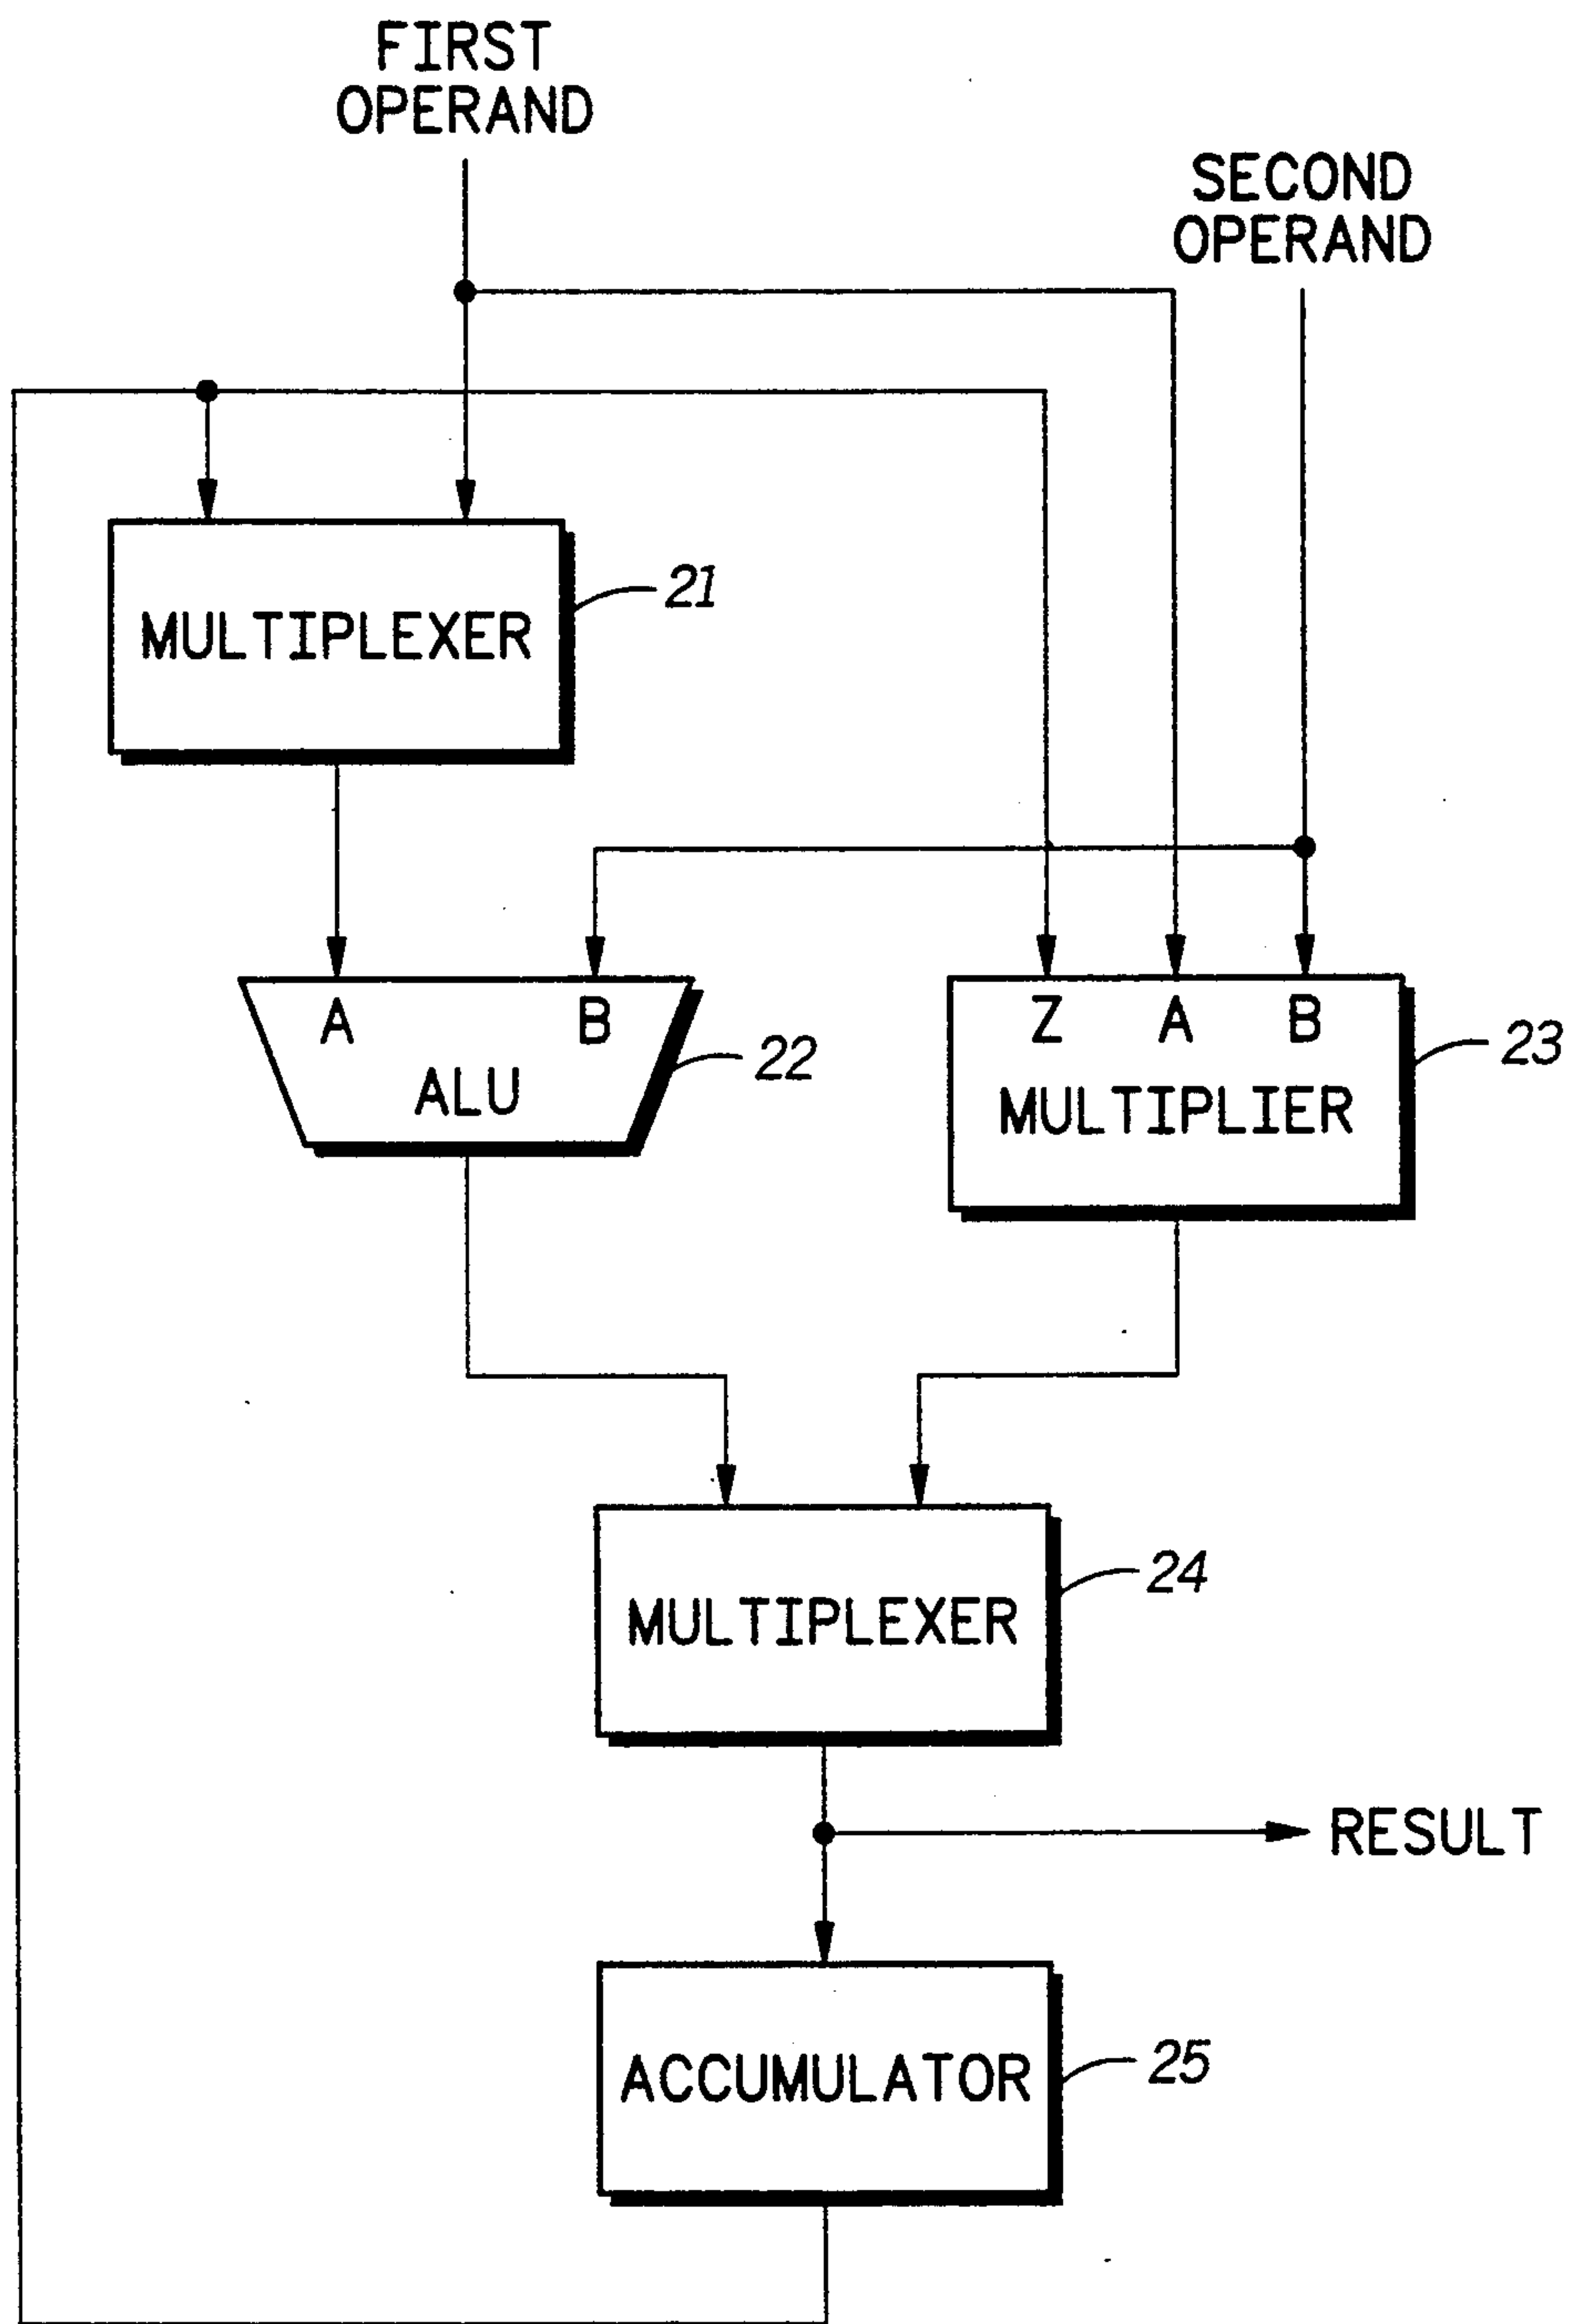 FIRST
OPERAND
SECOND
OPERAND
MULTIPLEXER
21
A
B
ALU
22
Z
A
B
MULTIPLIER
23
MULTIPLEXER
24
RESULT
ACCUMULATOR
25